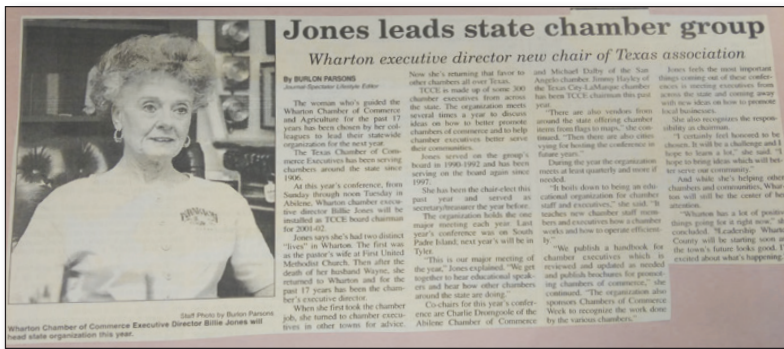 Jones leads state chamber group
Wharton executive director new chair of Texas association
Staff Photo by Burlon Parsons
Wharton Chamber of Commerce Executive Director Billie Jones will
head state organization this year.
By BURLON PARSONS
Journal-Spectator Lifestyle Editor
The woman who's guided the
Wharton Chamber of Commerce
and Agriculture for the past 17
years has been chosen by her col-
leagues to lead their statewide
organization for the next year.
The Texas Chamber of Com-
merce Executives has been serving
chambers around the state since
1906.
At this year's conference, from
Sunday through noon Tuesday in
Abilene, Wharton chamber execu-
tive director Billie Jones will be
installed as TCCE board chairman
for 2001-02.
Jones says she's had two distinct
"lives" in Wharton. The first was
as the pastor's wife at First United
Methodist Church. Then after the
death of her husband Wayne, she
returned to Wharton and for the
past 17 years has been the cham-
ber's executive director.
When she first took the chamber
job, she turned to chamber execu-
tives in other towns for advice.
Now she's returning that favor to
other chambers all over Texas.
TCCE is made up of some 300
chamber executives from across
the state. The organization meets
several times a year to discuss
ideas on how to better promote
chambers of commerce and to help
chamber executives better serve
their communities.
Jones served on the group's
board in 1990-1992 and has been
serving on the board again since
1997.
She has been the chair-elect this
past year and served as
secretary/treasurer the year before.
The organization holds the one
major meeting each year. Last
year's conference was on South
Padre Island; next year's will be in
Tyler.
"This is our major meeting of
the year," Jones explained. "We get
together to hear educational speak-
ers and hear how other chambers
around the state are doing."
Co-chairs for this year's confer-
ence are Charlie Dromgoole of the
Abilene Chamber of Commerce
and Michael Dalby of the San
Angelo chamber. Jimmy Hayley of
the Texas City-LaMarque chamber
has been TCCE chairman this past
year.
"There are also vendors from
around the state offering chamber
items from flags to maps," she con-
tinued. "Then there are also cities
vying for hosting the conference in
future years."
During the year the organization
meets at least quarterly and more if
needed.
"It boils down to being an edu-
cational organization for chamber
staff and executives," she said. "It
teaches new chamber staff mem-
bers and executives how a chamber
works and how to operate efficient-
ly."
"We publish a handbook for
chamber executives which is
reviewed and updated as needed
and publish brochures for promot-
ing chambers of commerce," she
continued. "The organization also
sponsors Chambers of Commerce
Week to recognize the work done
by the various chambers."
Jones feels the most important
things coming out of these confer-
ences is meeting executives from
across the state and coming away
with new ideas on how to promote
local businesses.
She also recognizes the respon-
sibility as chairman.
"I certainly feel honored to be
chosen. It will be a challenge and I
hope to learn a lot," she said. "I
hope to bring ideas which will bet-
ter serve our community."
And while she's helping other
chambers and communities, Whar-
ton will still be the center of her
attention.
"Wharton has a lot of positive
things going for it right now," she
concluded. "Leadership Wharton
County will be starting soon and
the town's future looks good. I'm
excited about what's happening."